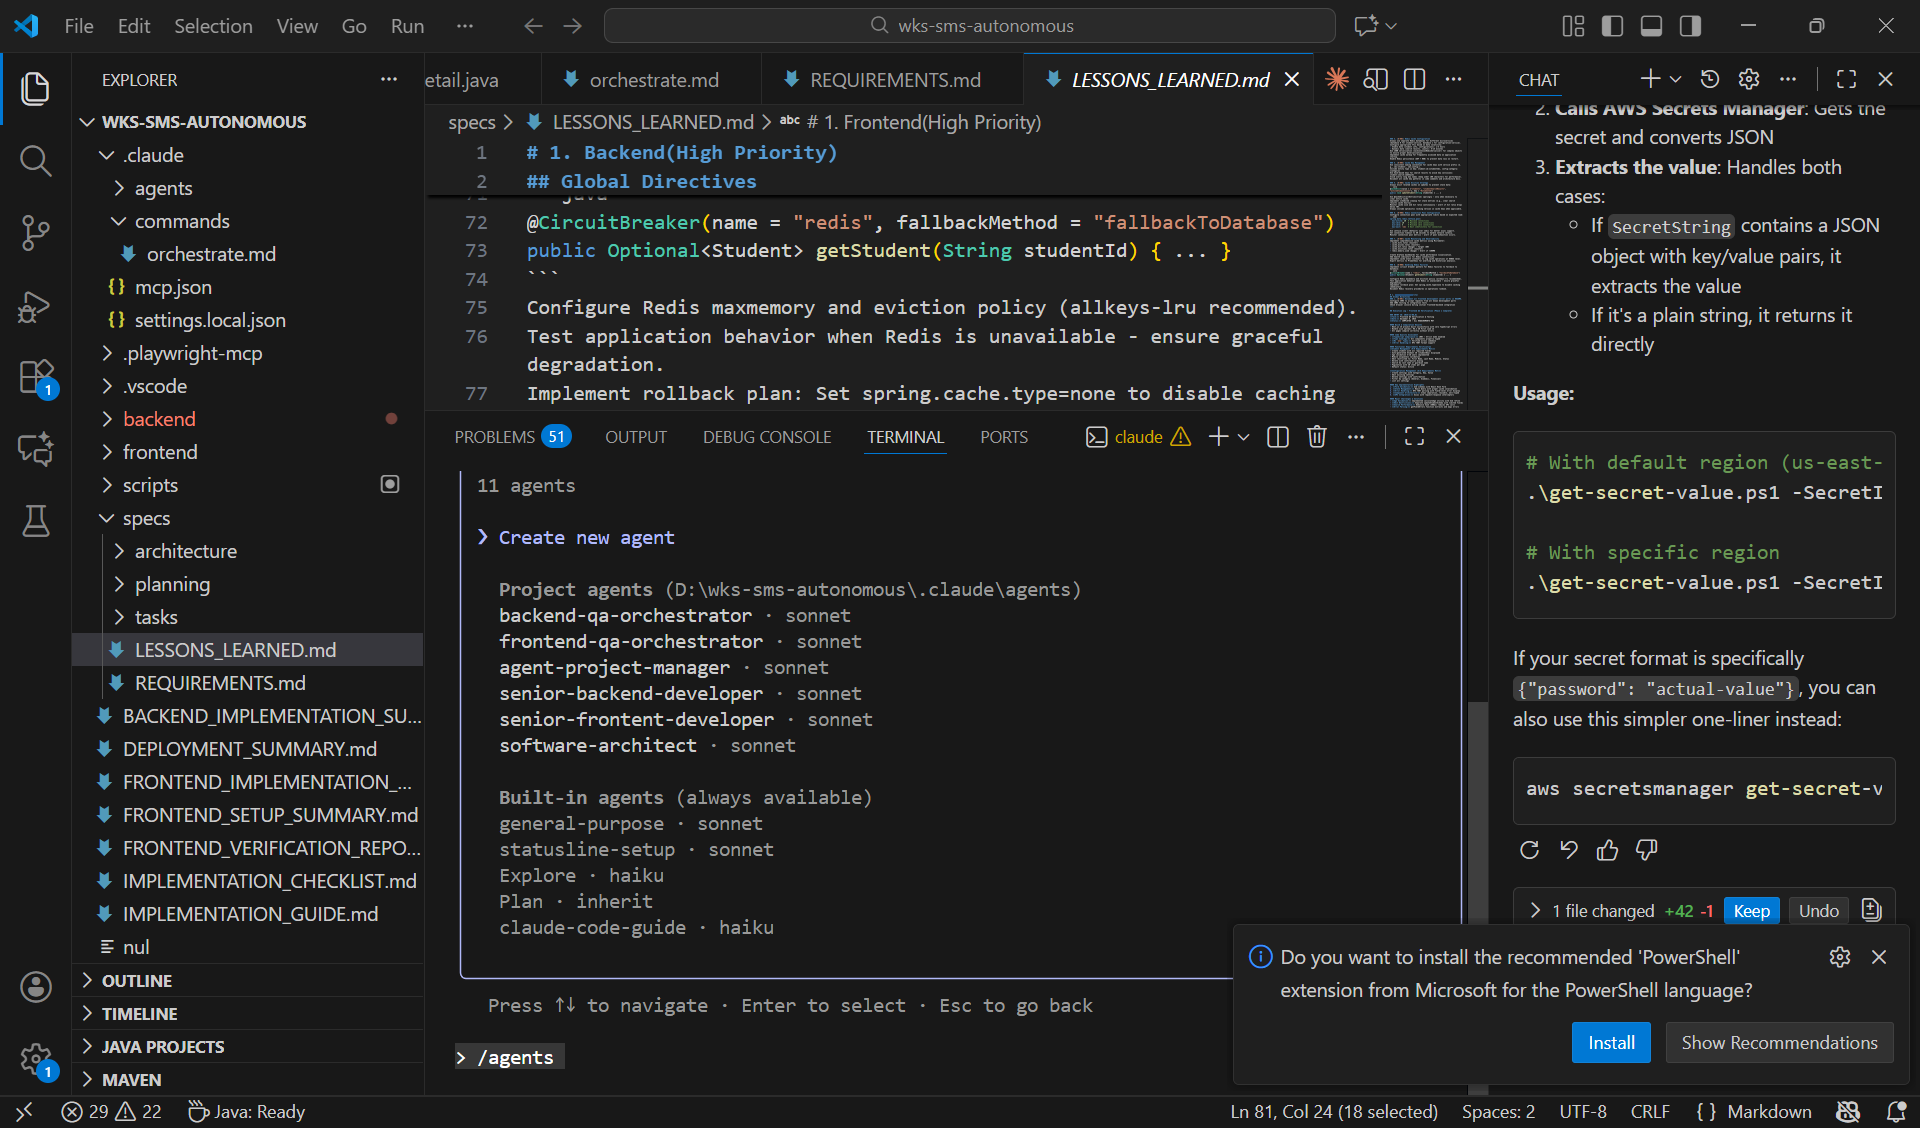 File Edit Selection View Go Run ··· wks-sms-autonomous
EXPLORER ···
WKS-SMS-AUTONOMOUS
.claude
agents
commands
orchestrate.md
{} mcp.json
{} settings.local.json
.playwright-mcp
.vscode
backend
frontend
scripts
specs
architecture
planning
tasks
LESSONS_LEARNED.md
REQUIREMENTS.md
BACKEND_IMPLEMENTATION_SU...
DEPLOYMENT_SUMMARY.md
FRONTEND_IMPLEMENTATION_...
FRONTEND_SETUP_SUMMARY.md
FRONTEND_VERIFICATION_REPO...
IMPLEMENTATION_CHECKLIST.md
IMPLEMENTATION_GUIDE.md
nul
OUTLINE
TIMELINE
JAVA PROJECTS
MAVEN
1
1
etail.java orchestrate.md REQUIREMENTS.md LESSONS_LEARNED.md
specs > LESSONS_LEARNED.md > abc # 1. Frontend(High Priority)
1 # 1. Backend(High Priority)
2 ## Global Directives
72 @CircuitBreaker(name = "redis", fallbackMethod = "fallbackToDatabase")
73 public Optional<Student> getStudent(String studentId) { ... }
74 ```
75 Configure Redis maxmemory and eviction policy (allkeys-lru recommended).
76 Test application behavior when Redis is unavailable - ensure graceful
degradation.
77 Implement rollback plan: Set spring.cache.type=none to disable caching
PROBLEMS 51 OUTPUT DEBUG CONSOLE TERMINAL PORTS claude
11 agents
❯ Create new agent
Project agents (D:\wks-sms-autonomous\.claude\agents)
backend-qa-orchestrator · sonnet
frontend-qa-orchestrator · sonnet
agent-project-manager · sonnet
senior-backend-developer · sonnet
senior-frontent-developer · sonnet
software-architect · sonnet
Built-in agents (always available)
general-purpose · sonnet
statusline-setup · sonnet
Explore · haiku
Plan · inherit
claude-code-guide · haiku
Press ↑↓ to navigate · Enter to select · Esc to go back
> /agents
CHAT
2. Calls AWS Secrets Manager: Gets the
secret and converts JSON
3. Extracts the value: Handles both
cases:
If SecretString contains a JSON
object with key/value pairs, it
extracts the value
If it's a plain string, it returns it
directly
Usage:
# With default region (us-east-
.\get-secret-value.ps1 -SecretI
# With specific region
.\get-secret-value.ps1 -SecretI
If your secret format is specifically
{"password": "actual-value"}, you can
also use this simpler one-liner instead:
aws secretsmanager get-secret-v
1 file changed +42 -1 Keep Undo
Do you want to install the recommended 'PowerShell'
extension from Microsoft for the PowerShell language?
Install Show Recommendations
29 22 Java: Ready Ln 81, Col 24 (18 selected) Spaces: 2 UTF-8 CRLF {} Markdown